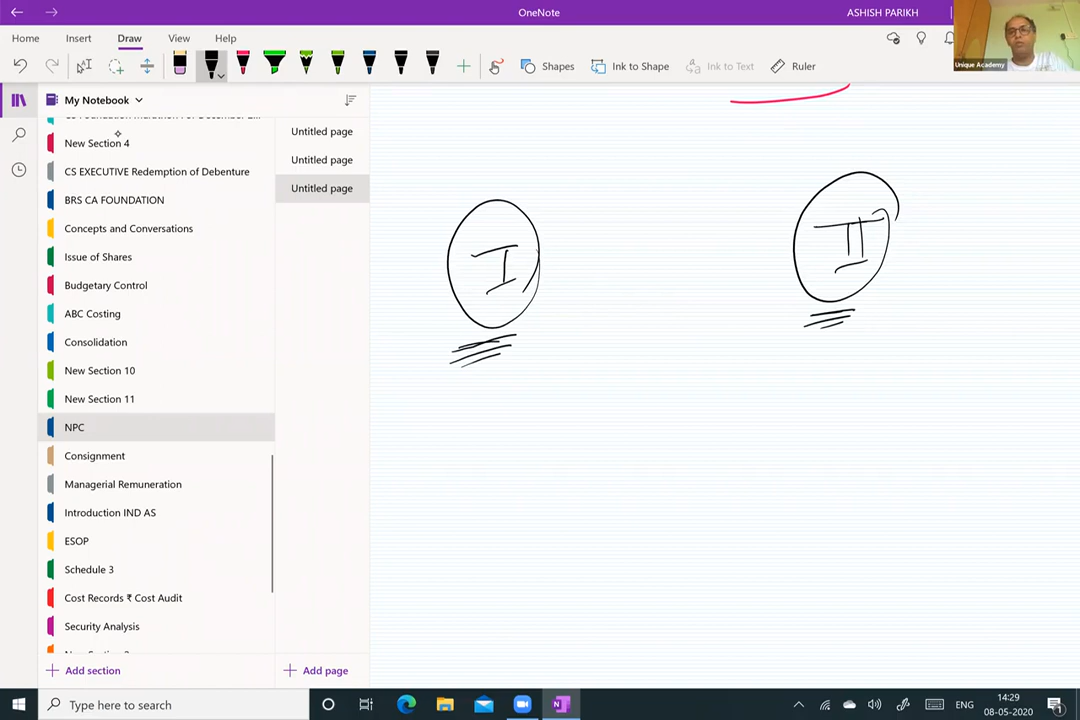 OneNote
ASHISH PARIKH
Unique Academy
Home
Insert
Draw
View
Help
Shapes
Ink to Shape
Ink to Text
Ruler
My Notebook
New Section 4
CS EXECUTIVE Redemption of Debenture
BRS CA FOUNDATION
Concepts and Conversations
Issue of Shares
Budgetary Control
ABC Costing
Consolidation
New Section 10
New Section 11
NPC
Consignment
Managerial Remuneration
Introduction IND AS
ESOP
Schedule 3
Cost Records ₹ Cost Audit
Security Analysis
Add section
Untitled page
Untitled page
Untitled page
Add page
I
II
Type here to search
ENG
14:29
08-05-2020
1